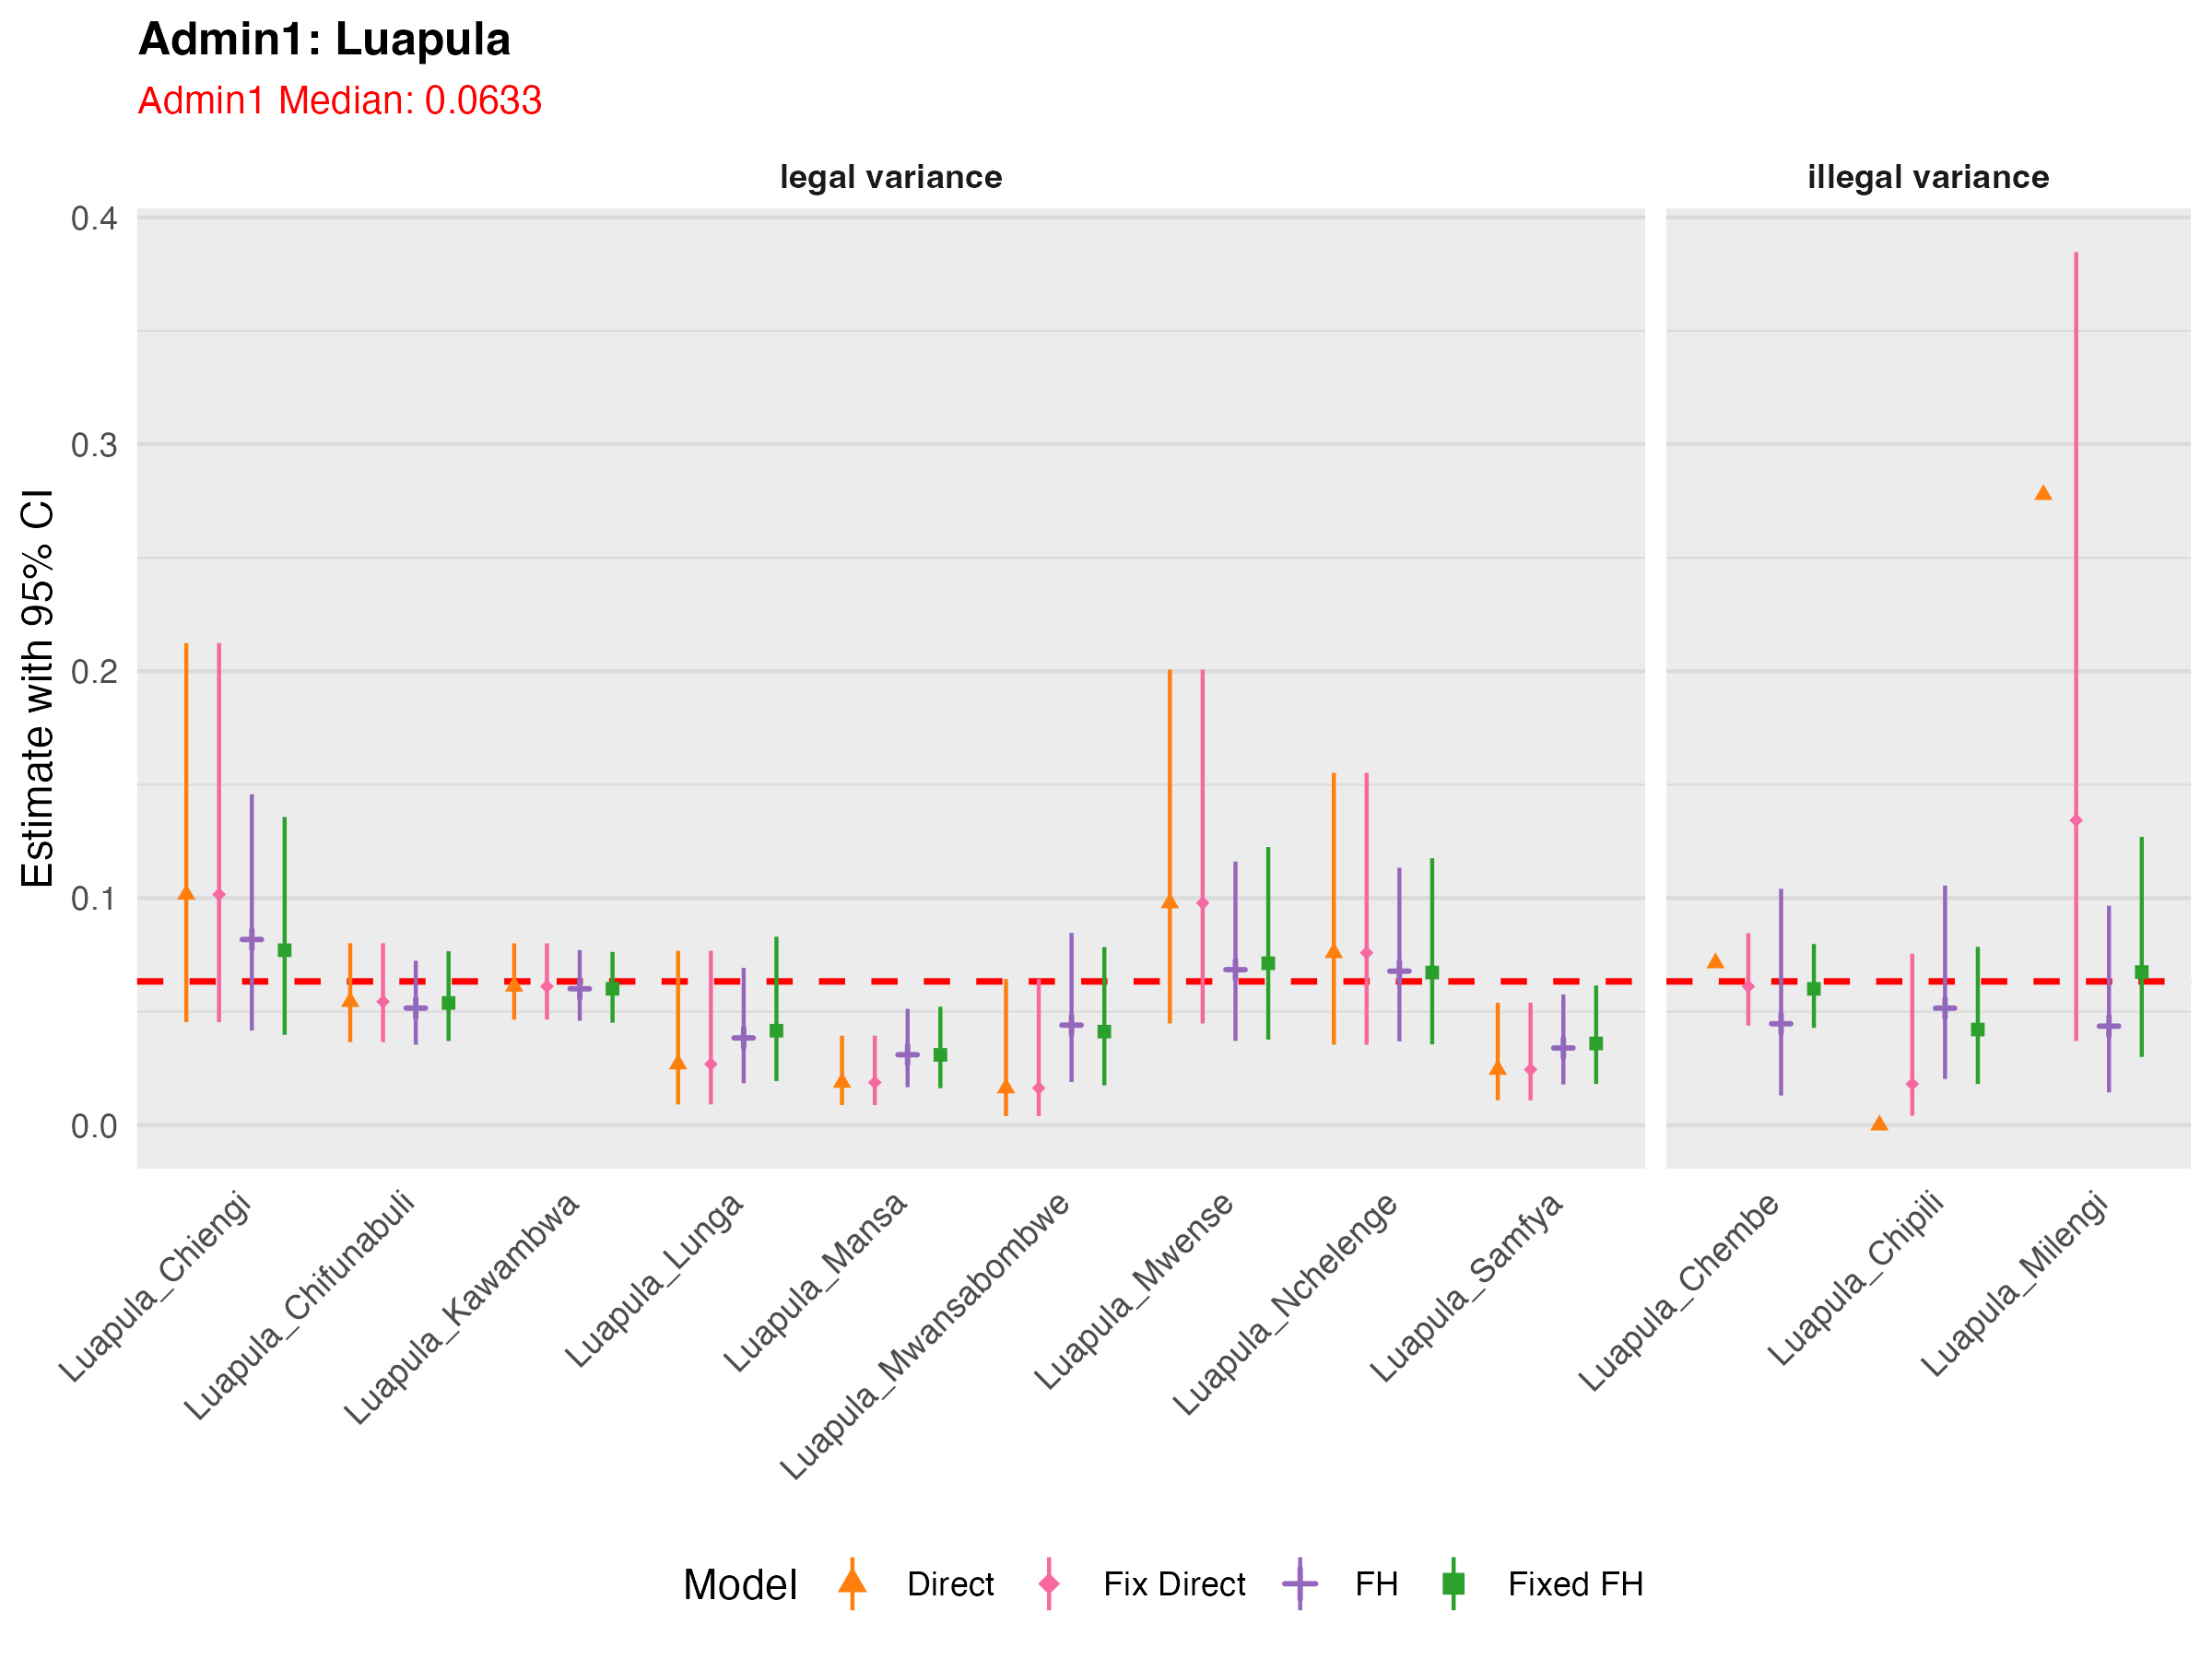 Admin1: Luapula
Admin1 Median: 0.0633
legal variance
illegal variance
Estimate with 95% CI
0.4
0.3
0.2
0.1
0.0
Luapula_Chiengi
Luapula_Chifunabuli
Luapula_Kawambwa
Luapula_Lunga
Luapula_Mansa
Luapula_Mwansabombwe
Luapula_Mwense
Luapula_Nchelenge
Luapula_Samfya
Luapula_Chembe
Luapula_Chipili
Luapula_Milengi
Model Direct Fix Direct FH Fixed FH